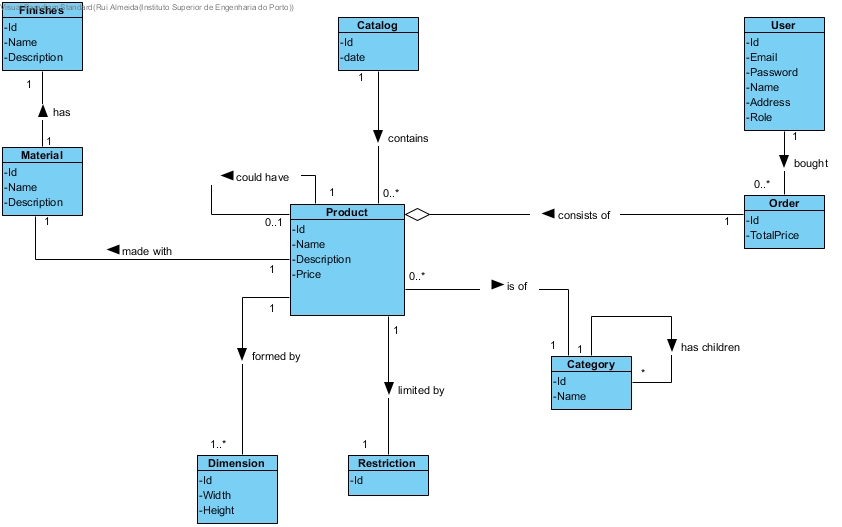 Standard(Rui Almeida(Instituto Superior de Engenharia do Porto))
Finishes
-Id
-Name
-Description
1
has
1
Material
-Id
-Name
-Description
1
made with
1
Catalog
-Id
-date
1
contains
0..*
could have
1
0..1
Product
-Id
-Name
-Description
-Price
User
-Id
-Email
-Password
-Name
-Address
-Role
1
bought
0..*
Order
-Id
-TotalPrice
1
consists of
0..*
is of
1
1
has children
*
Category
-Id
-Name
1
formed by
1..*
Dimension
-Id
-Width
-Height
1
limited by
1
Restriction
-Id